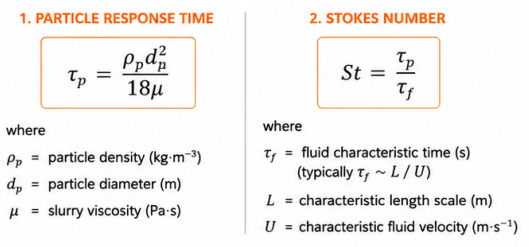 1. PARTICLE RESPONSE TIME
τp = ρpdp² / 18μ
where
ρp = particle density (kg·m⁻³)
dp = particle diameter (m)
μ = slurry viscosity (Pa·s)
2. STOKES NUMBER
St = τp / τf
where
τf = fluid characteristic time (s)
(typically τf ~ L / U)
L = characteristic length scale (m)
U = characteristic fluid velocity (m·s⁻¹)